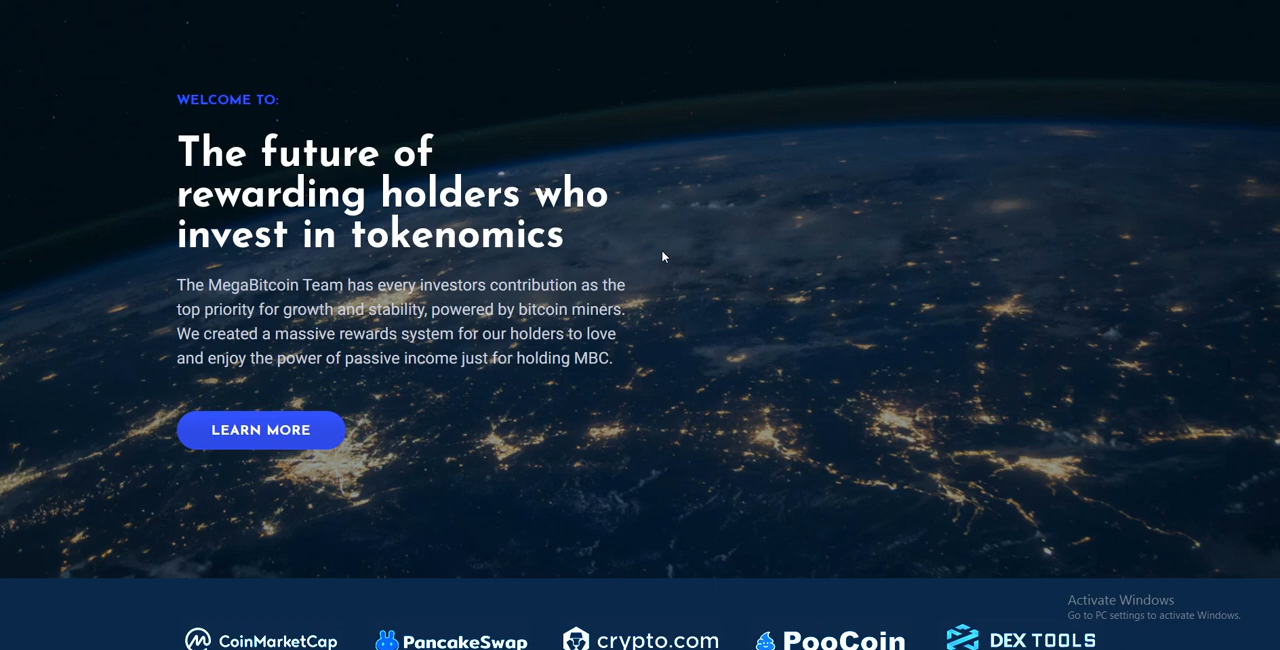 WELCOME TO:
The future of
rewarding holders who
invest in tokenomics
The MegaBitcoin Team has every investors contribution as the
top priority for growth and stability, powered by bitcoin miners.
We created a massive rewards system for our holders to love
and enjoy the power of passive income just for holding MBC.
LEARN MORE
Activate Windows
Go to PC settings to activate Windows.
CoinMarketCap PancakeSwap crypto.com PooCoin DEXTOOLS